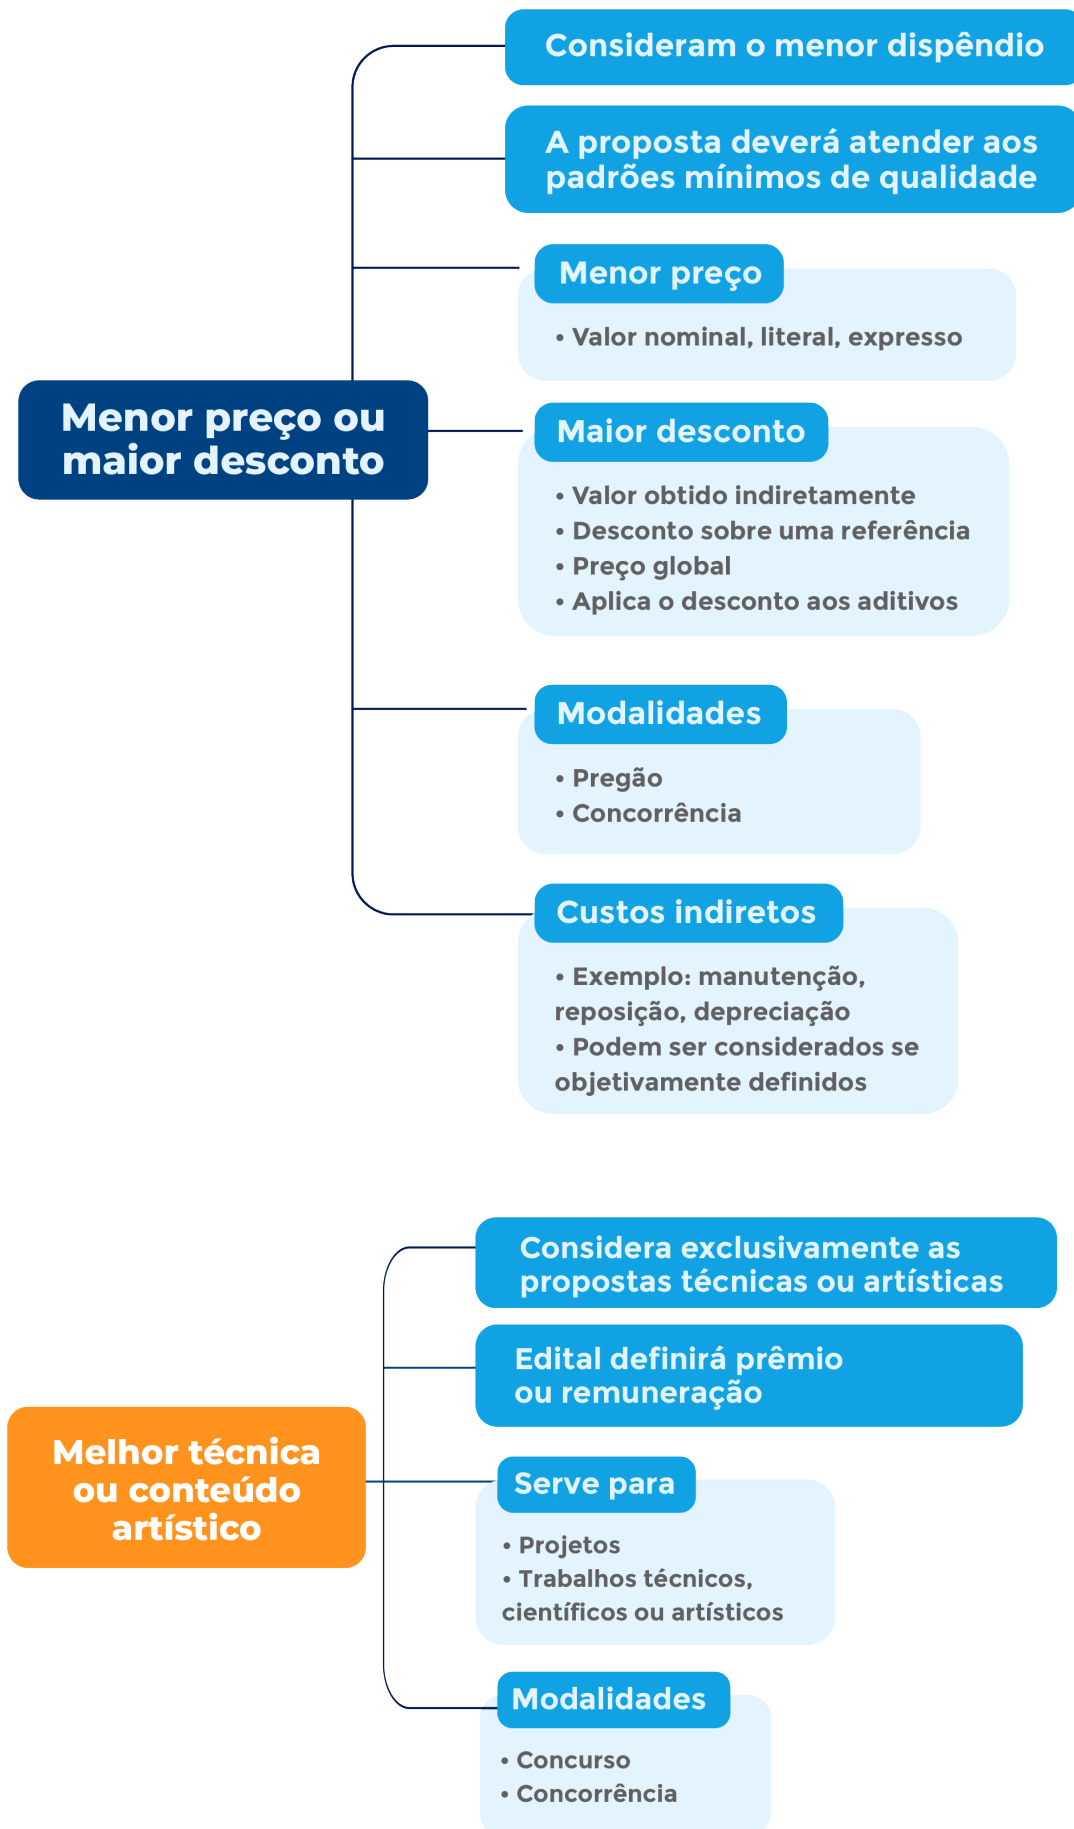 Consideram o menor dispêndio
A proposta deverá atender aos
padrões mínimos de qualidade
Menor preço
• Valor nominal, literal, expresso
Menor preço ou
maior desconto
Maior desconto
• Valor obtido indiretamente
• Desconto sobre uma referência
• Preço global
• Aplica o desconto aos aditivos
Modalidades
• Pregão
• Concorrência
Custos indiretos
• Exemplo: manutenção,
reposição, depreciação
• Podem ser considerados se
objetivamente definidos
Considera exclusivamente as
propostas técnicas ou artísticas
Edital definirá prêmio
ou remuneração
Melhor técnica
ou conteúdo
artístico
Serve para
• Projetos
• Trabalhos técnicos,
científicos ou artísticos
Modalidades
• Concurso
• Concorrência